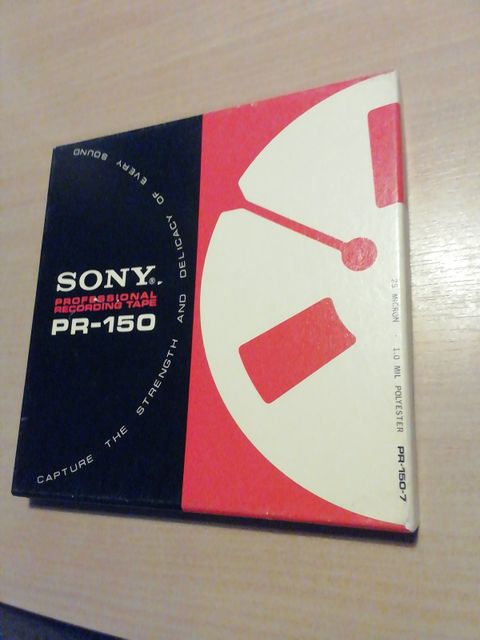 SONY®
PROFESSIONAL
RECORDING TAPE
PR-150
CAPTURE THE STRENGTH AND DELICACY OF EVERY SOUND
25 MICRON · 1.0 MIL POLYESTER PR-150-7